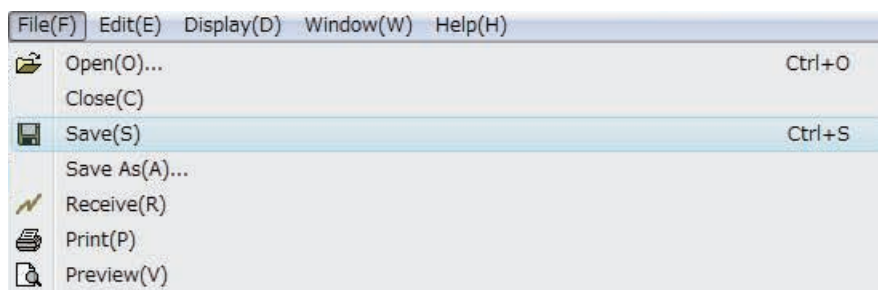 File(F) Edit(E) Display(D) Window(W) Help(H)
Open(O)... Ctrl+O
Close(C)
Save(S) Ctrl+S
Save As(A)...
Receive(R)
Print(P)
Preview(V)